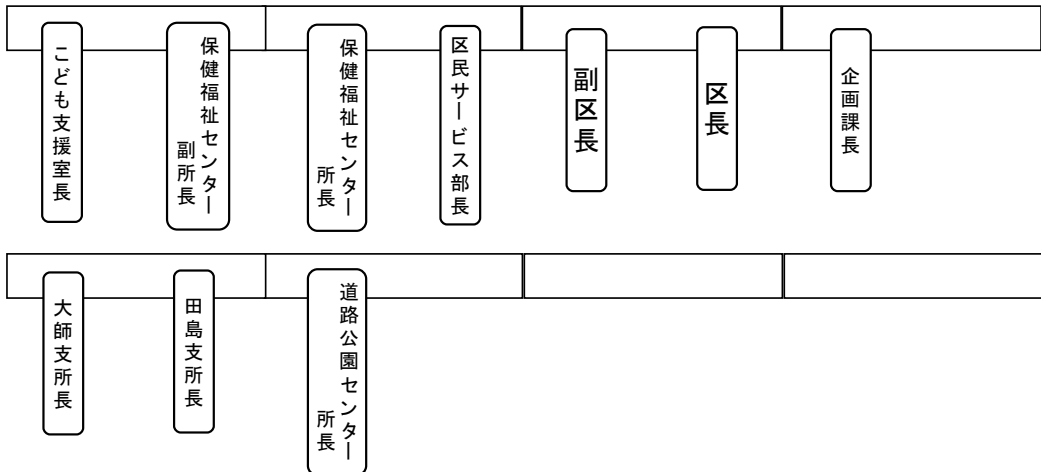 こども支援室長
保健福祉センター
副所長
保健福祉センター
所長
区民サービス部長
副区長
区長
企画課長
大師支所長
田島支所長
道路公園センター
所長